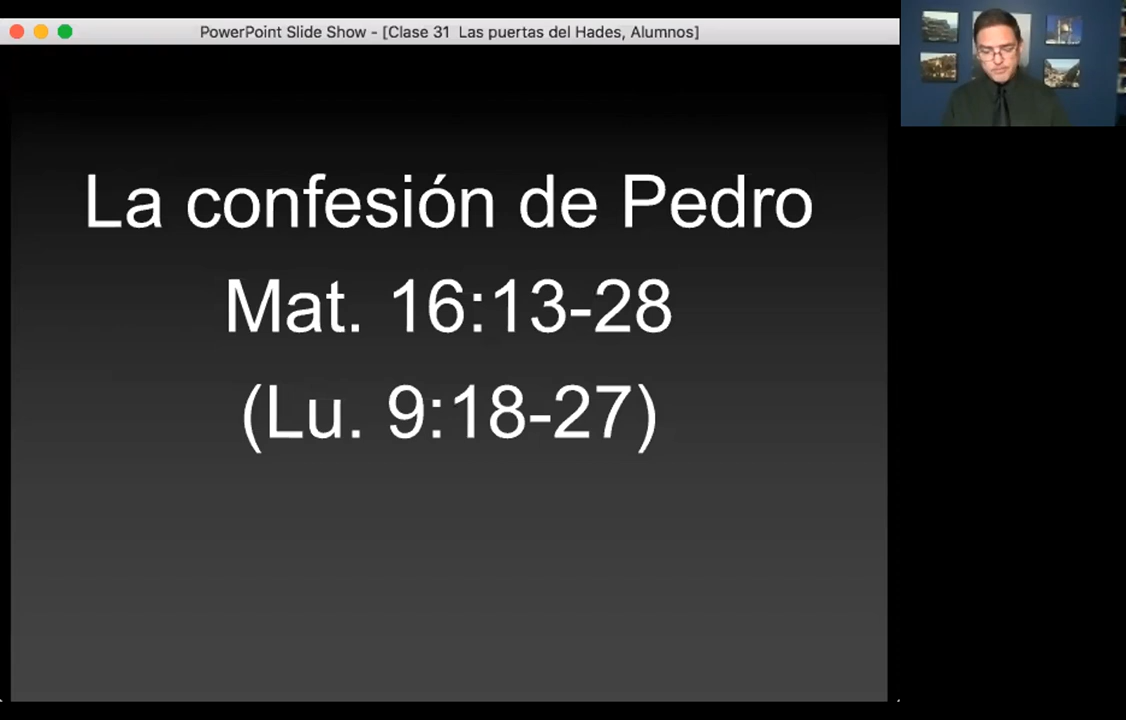 PowerPoint Slide Show - [Clase 31 Las puertas del Hades, Alumnos]
La confesión de Pedro
Mat. 16:13-28
(Lu. 9:18-27)